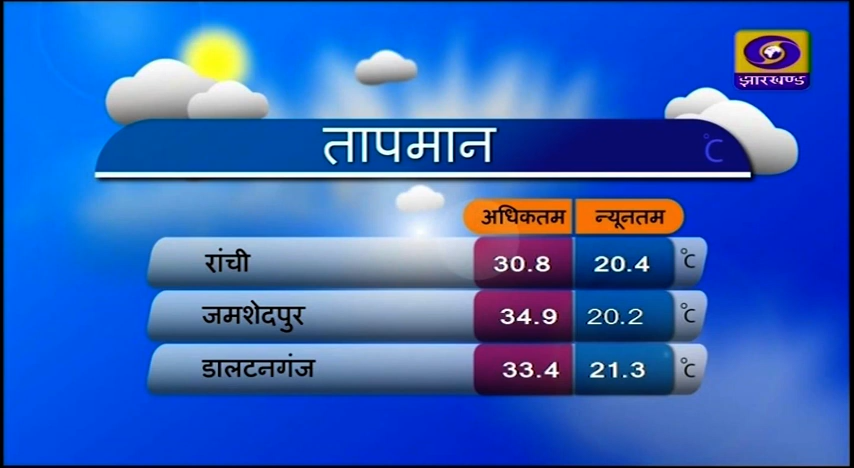 झारखण्ड
तापमान °C
अधिकतम न्यूनतम
रांची 30.8 20.4 °C
जमशेदपुर 34.9 20.2 °C
डालटनगंज 33.4 21.3 °C